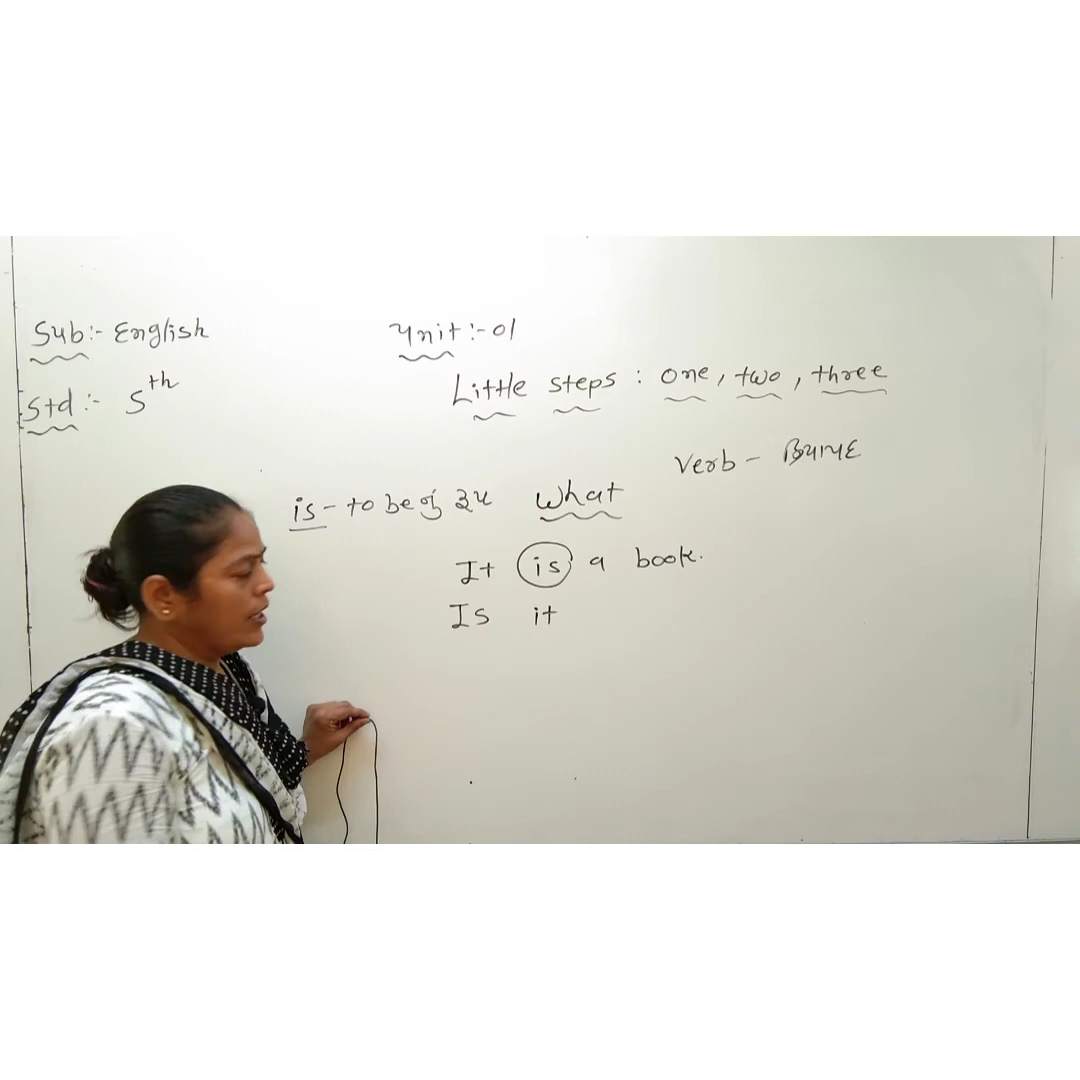 Sub:- English
Unit:-01
Std:- 5th
Little steps : one, two, three
Verb - ક્રિયાપદ
is - to be નું રૂપ What
It is a book.
Is it